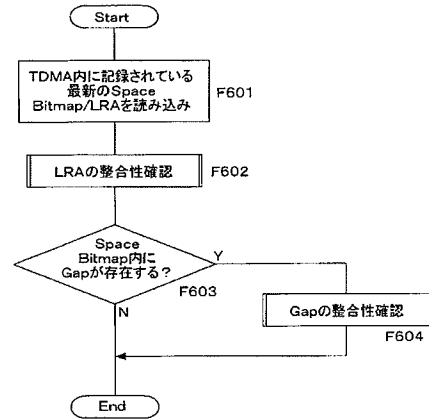 Start
TDMA内に記録されている
最新のSpace
Bitmap/LRAを読み込み
F601
LRAの整合性確認
F602
Space
Bitmap内に
Gapが存在する?
Y
F603
N
Gapの整合性確認
F604
End